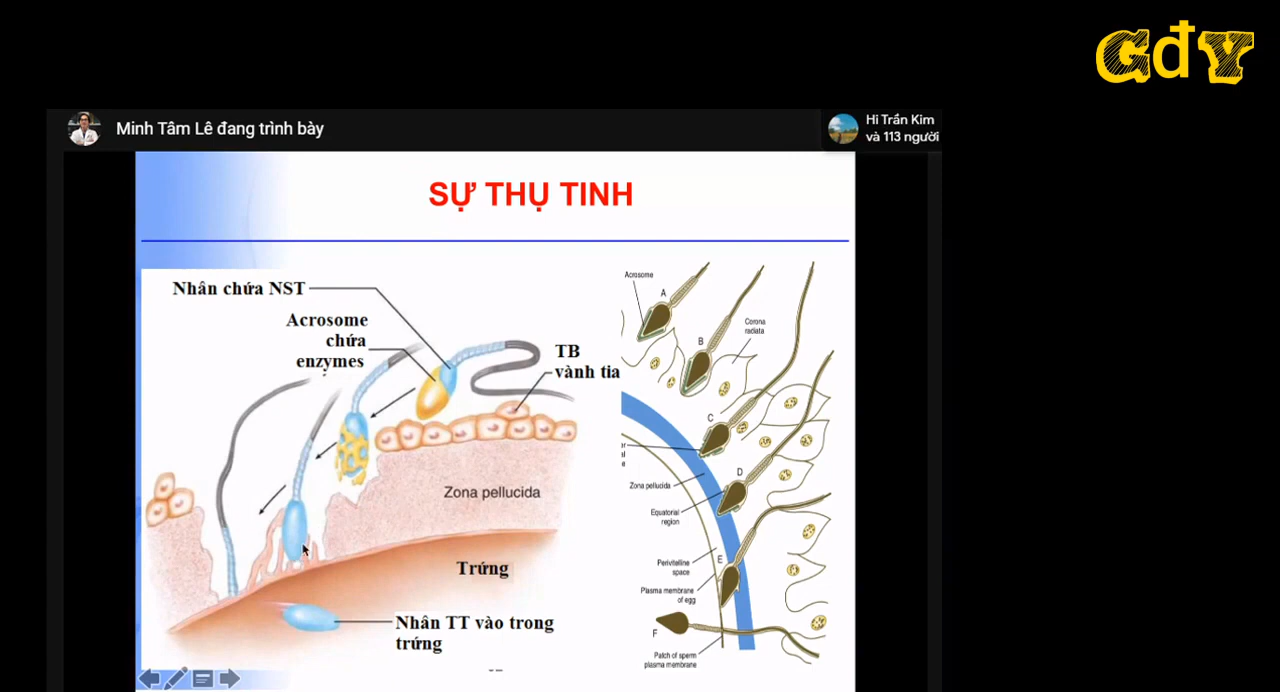 GđY
Minh Tâm Lê đang trình bày
Hi Trần Kim
và 113 người
SỰ THỤ TINH
Nhân chứa NST
Acrosome
chứa
enzymes
TB
vành tia
Zona pellucida
Trứng
Nhân TT vào trong
trứng
Acrosome
A
B
Corona
radiata
C
D
Zona pellucida
Equatorial
region
E
Perivitelline
space
Plasma membrane
of egg
F
Patch of sperm
plasma membrane